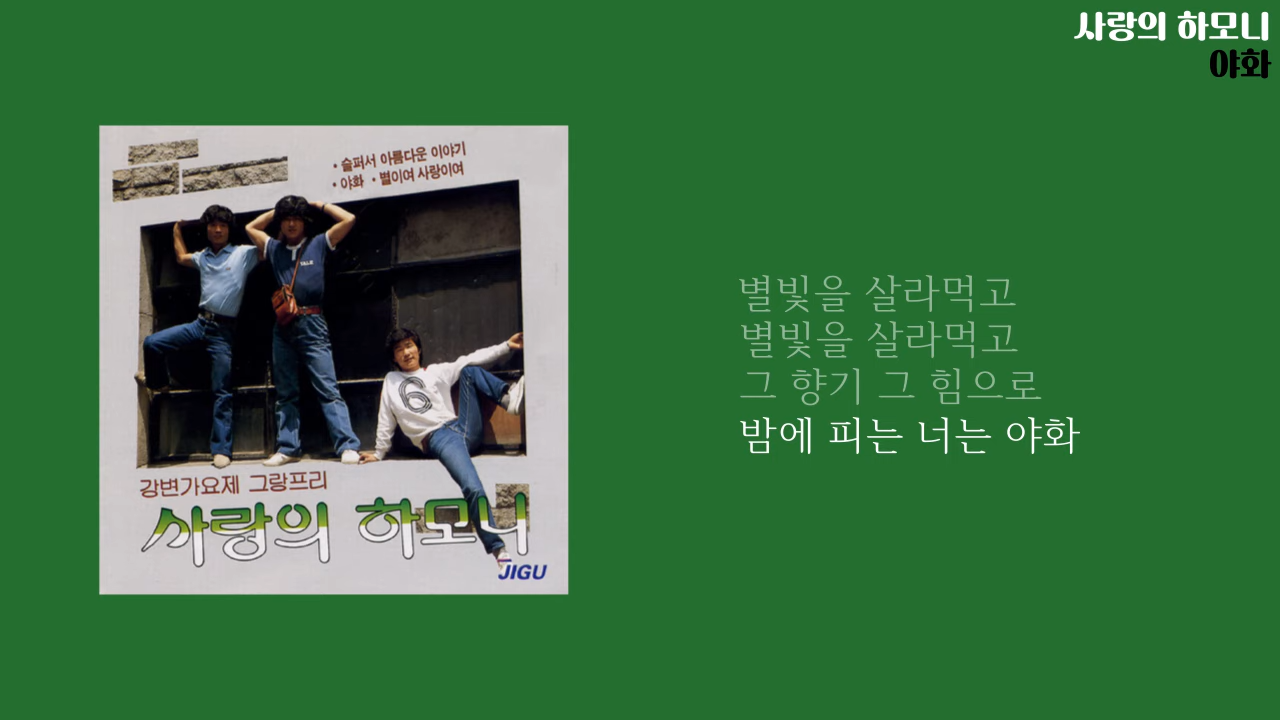 사랑의 하모니
야화
• 슬퍼서 아름다운 이야기
• 야화 • 별이여 사랑이여
YALE
6
강변가요제 그랑프리
사랑의 하모니
JIGU
별빛을 살라먹고
별빛을 살라먹고
그 향기 그 힘으로
밤에 피는 너는 야화